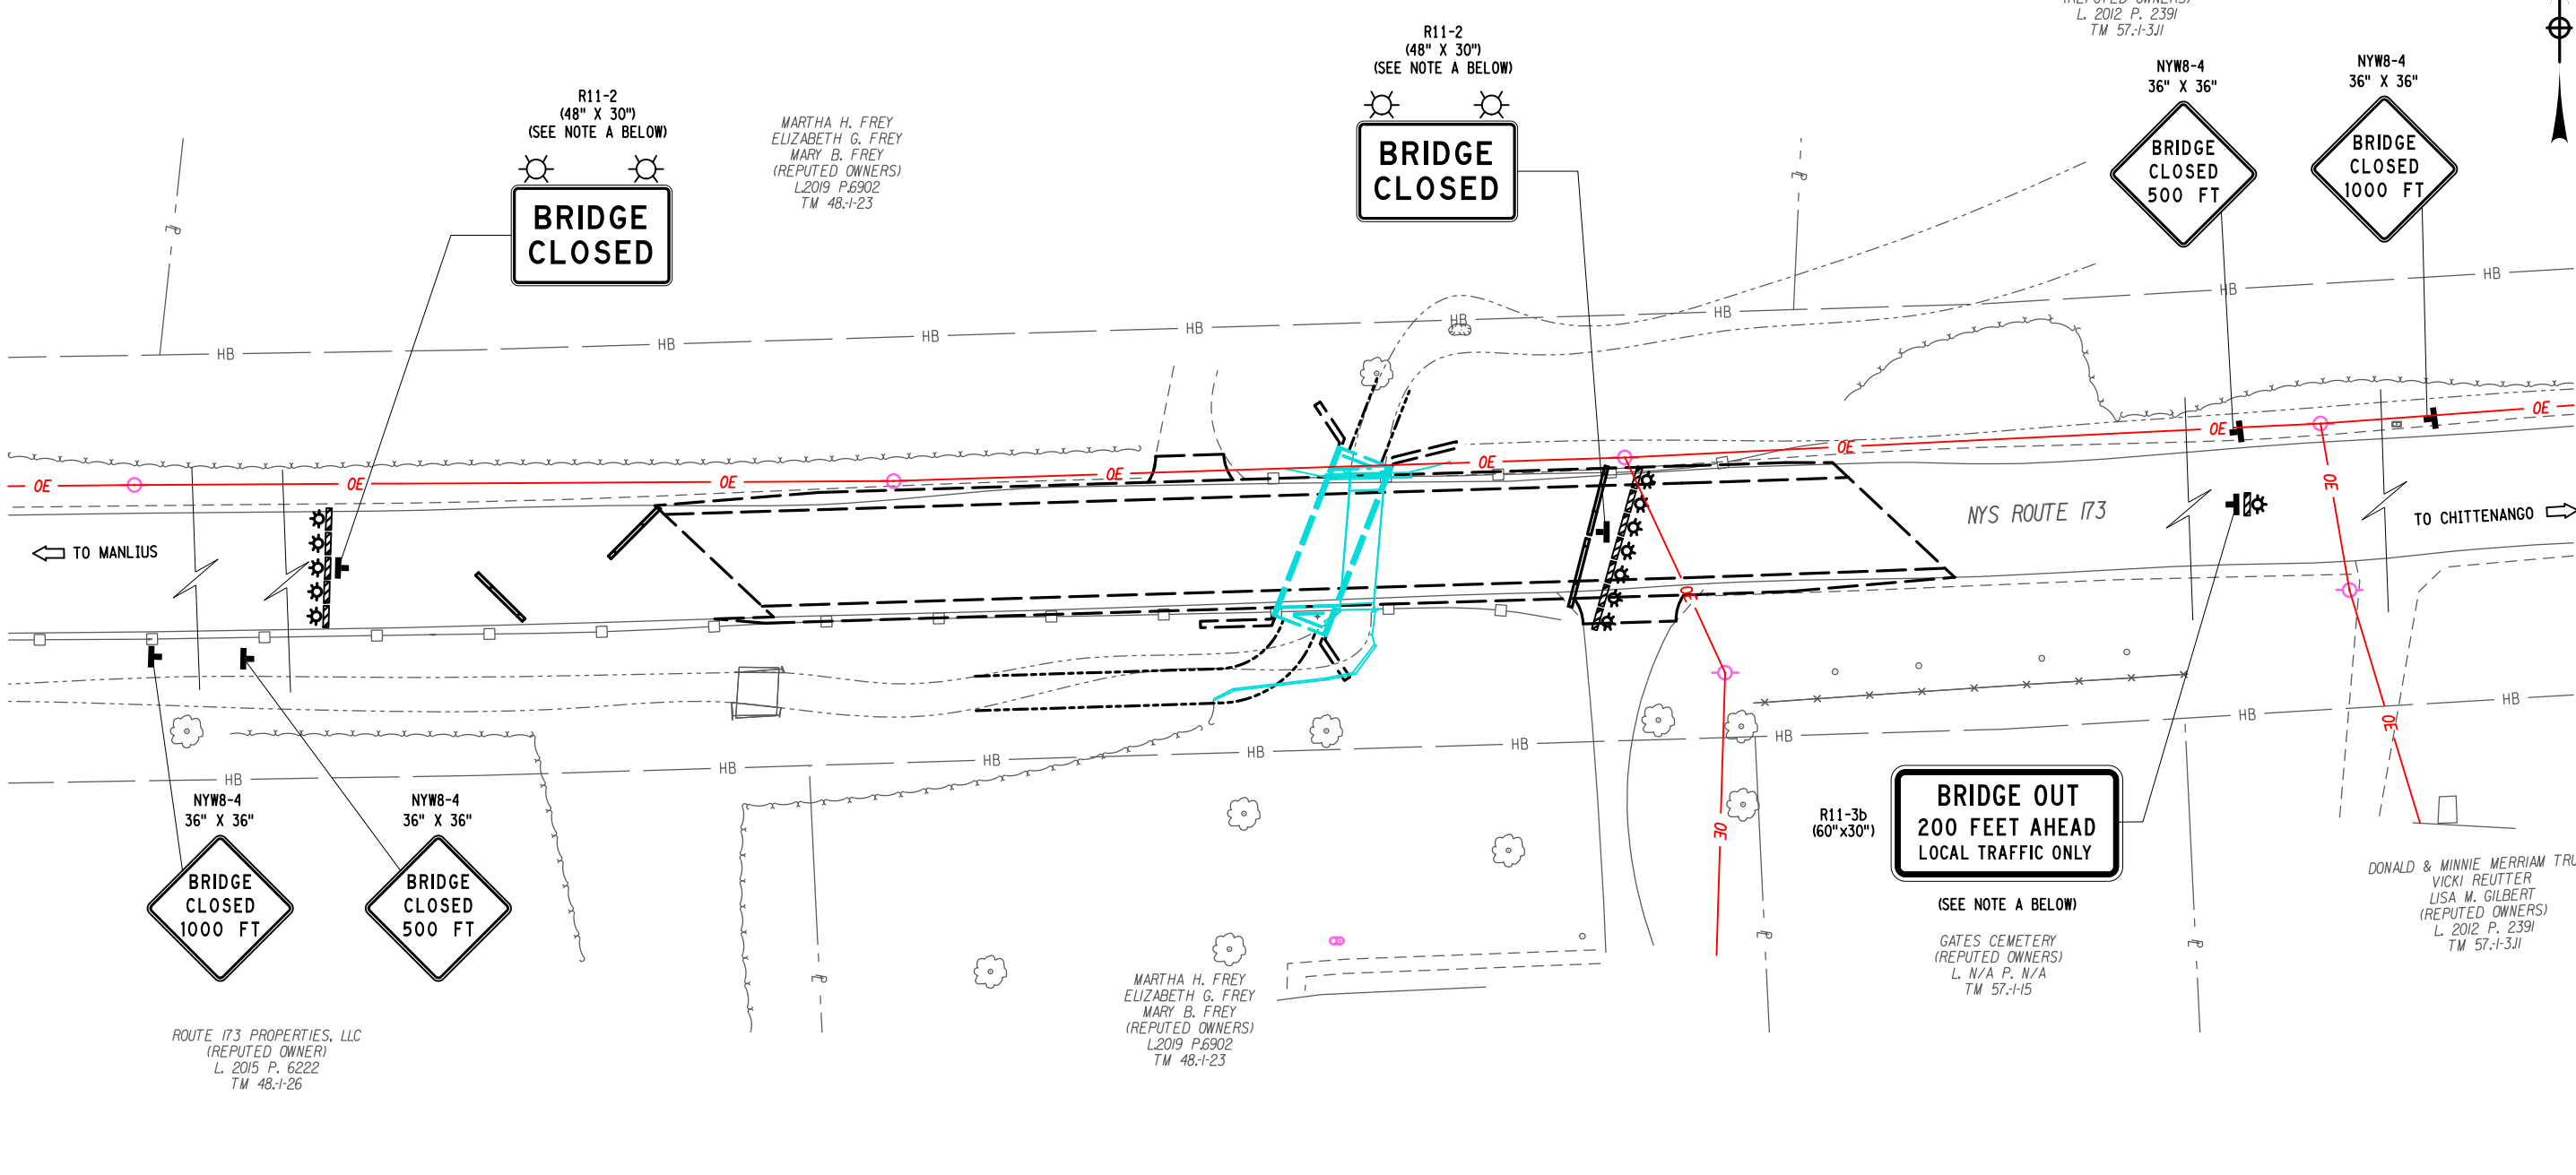 (REPUTED OWNERS)
L. 2012 P. 2391
TM 57.-1-3.11
R11-2
(48" X 30")
(SEE NOTE A BELOW)
BRIDGE
CLOSED
MARTHA H. FREY
ELIZABETH G. FREY
MARY B. FREY
(REPUTED OWNERS)
L.2019 P.6902
TM 48.-1-23
R11-2
(48" X 30")
(SEE NOTE A BELOW)
BRIDGE
CLOSED
NYW8-4
36" X 36"
BRIDGE
CLOSED
500 FT
NYW8-4
36" X 36"
BRIDGE
CLOSED
1000 FT
HB
HB
HB
HB
HB
HB
HB
HB
OE
OE
OE
OE
OE
OE
OE
OE
TO MANLIUS
NYS ROUTE 173
TO CHITTENANGO
OE
OE
OE
OE
HB
HB
HB
HB
HB
HB
HB
NYW8-4
36" X 36"
BRIDGE
CLOSED
1000 FT
NYW8-4
36" X 36"
BRIDGE
CLOSED
500 FT
R11-3b
(60"x30")
BRIDGE OUT
200 FEET AHEAD
LOCAL TRAFFIC ONLY
(SEE NOTE A BELOW)
GATES CEMETERY
(REPUTED OWNERS)
L. N/A P. N/A
TM 57.-1-15
DONALD & MINNIE MERRIAM TRU
VICKI REUTTER
LISA M. GILBERT
(REPUTED OWNERS)
L. 2012 P. 2391
TM 57.-1-3.11
MARTHA H. FREY
ELIZABETH G. FREY
MARY B. FREY
(REPUTED OWNERS)
L.2019 P.6902
TM 48.-1-23
ROUTE 173 PROPERTIES, LLC
(REPUTED OWNER)
L. 2015 P. 6222
TM 48.-1-26